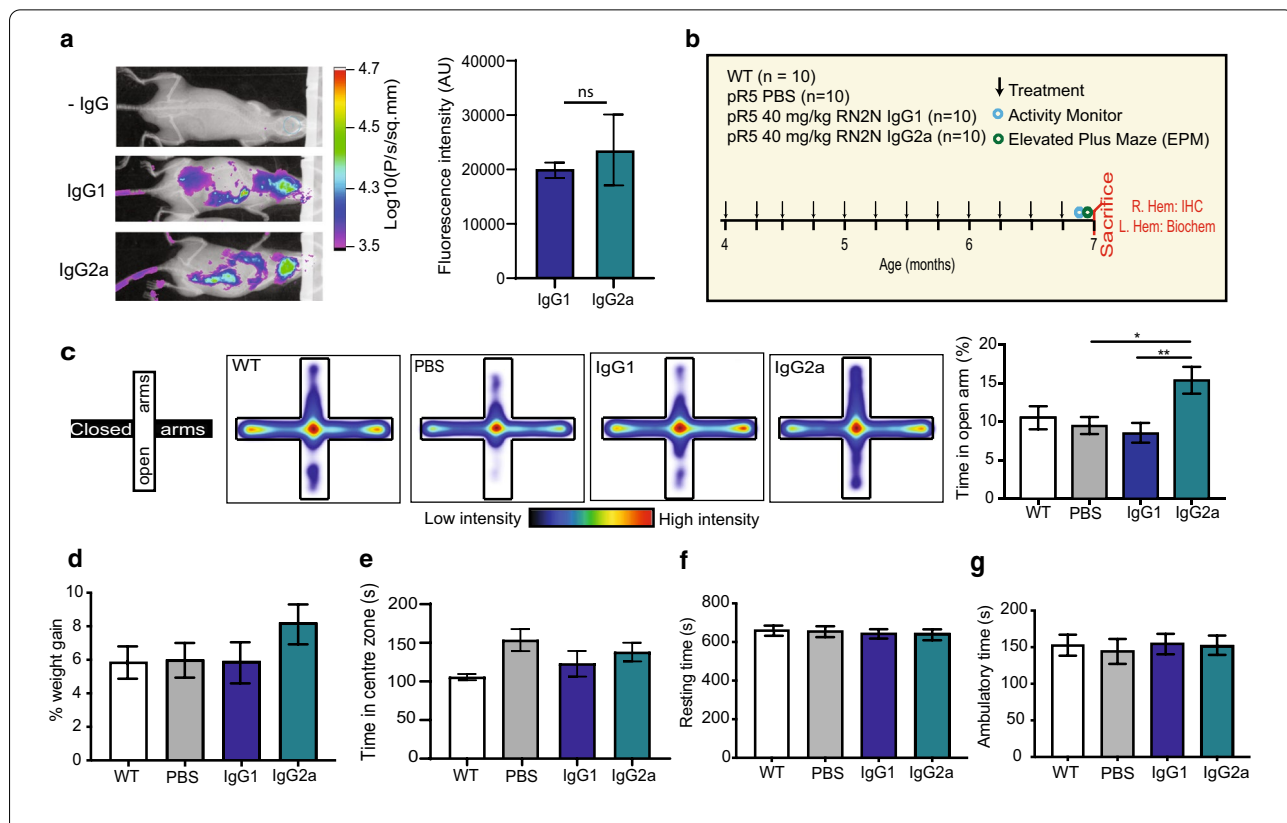 a
- IgG
IgG1
IgG2a
4.7
4.5
4.3
3.5
Log10(P/s/sq.mm)
Fluorescence intensity (AU)
40000
30000
20000
10000
0
ns
IgG1
IgG2a
b
WT (n = 10)
pR5 PBS (n=10)
pR5 40 mg/kg RN2N IgG1 (n=10)
pR5 40 mg/kg RN2N IgG2a (n=10)
Treatment
Activity Monitor
Elevated Plus Maze (EPM)
4
5
6
7
Age (months)
Sacrifice
R. Hem: IHC
L. Hem: Biochem
c
Closed arms
open arms
WT
PBS
IgG1
IgG2a
Low intensity
High intensity
Time in open arm (%)
20
15
10
5
0
*
**
WT
PBS
IgG1
IgG2a
d
% weight gain
10
8
6
4
2
0
WT
PBS
IgG1
IgG2a
e
Time in centre zone (s)
200
150
100
50
0
WT
PBS
IgG1
IgG2a
f
Resting time (s)
800
600
400
200
0
WT
PBS
IgG1
IgG2a
g
Ambulatory time (s)
200
150
100
50
0
WT
PBS
IgG1
IgG2a